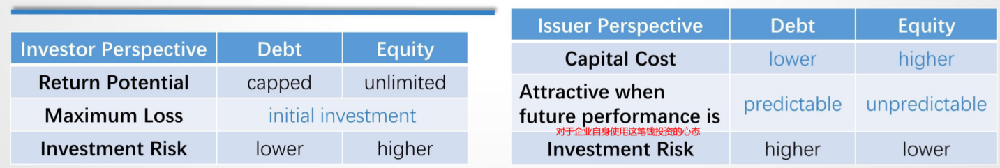 Investor Perspective Debt Equity
Return Potential capped unlimited
Maximum Loss initial investment
Investment Risk lower higher
Issuer Perspective Debt Equity
Capital Cost lower higher
Attractive when
future performance is predictable unpredictable
对于企业自身使用这笔钱投资的心态
Investment Risk higher lower